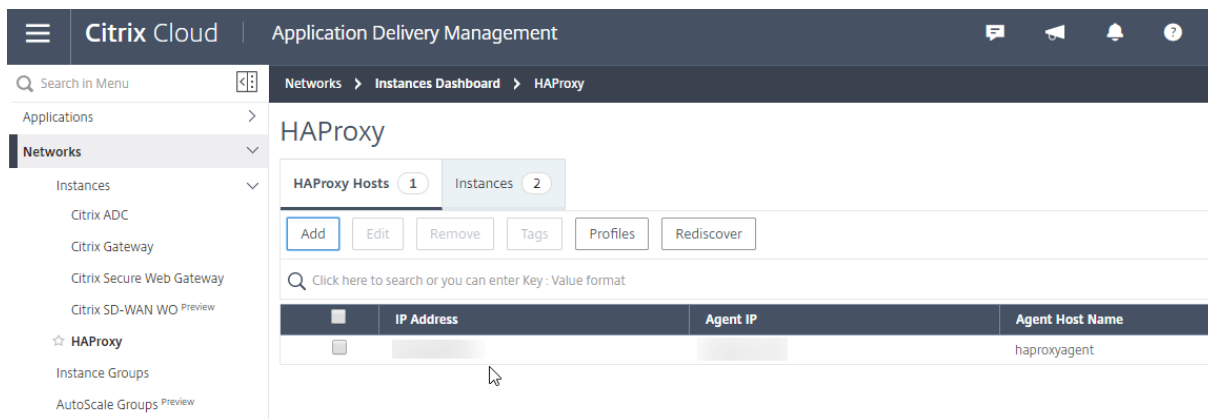 Citrix Cloud Application Delivery Management
Search in Menu
Networks > Instances Dashboard > HAProxy
Applications
Networks
Instances
Citrix ADC
Citrix Gateway
Citrix Secure Web Gateway
Citrix SD-WAN WO Preview
HAProxy
Instance Groups
AutoScale Groups Preview
HAProxy
HAProxy Hosts 1 Instances 2
Add Edit Remove Tags Profiles Rediscover
Click here to search or you can enter Key : Value format
IP Address Agent IP Agent Host Name
haproxyagent